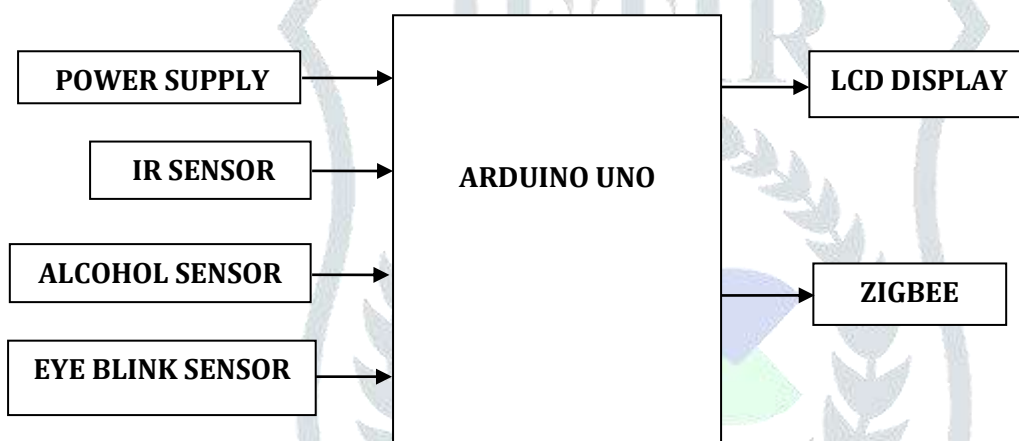 POWER SUPPLY
IR SENSOR
ALCOHOL SENSOR
EYE BLINK SENSOR
ARDUINO UNO
LCD DISPLAY
ZIGBEE